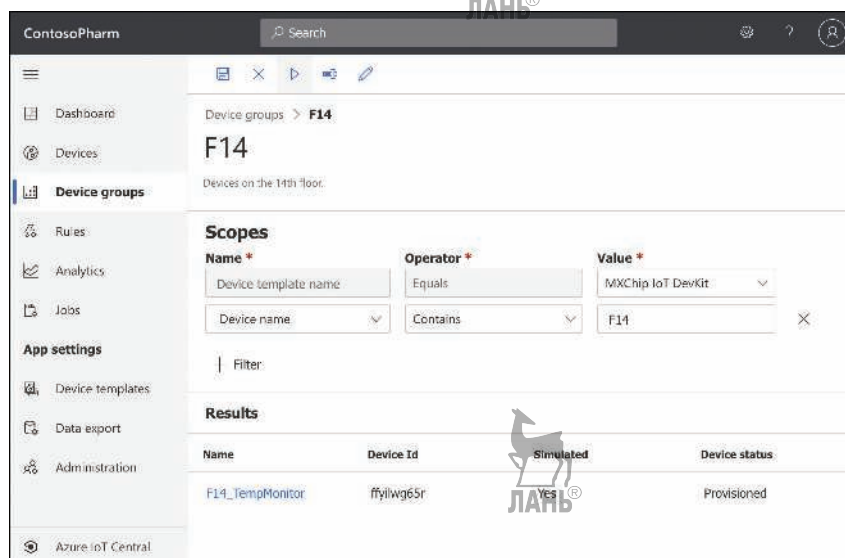 ЛАНЬ®
ContosoPharm
Search
?
Dashboard
Devices
Device groups
Rules
Analytics
Jobs
App settings
Device templates
Data export
Administration
Azure IoT Central
Device groups > F14
F14
Devices on the 14th floor.
Scopes
Name * Operator * Value *
Device template name Equals MXChip IoT DevKit
Device name Contains F14
Filter
Results
Name Device Id Simulated Device status
F14_TempMonitor ffyilwg65r Yes Provisioned
ЛАНЬ®